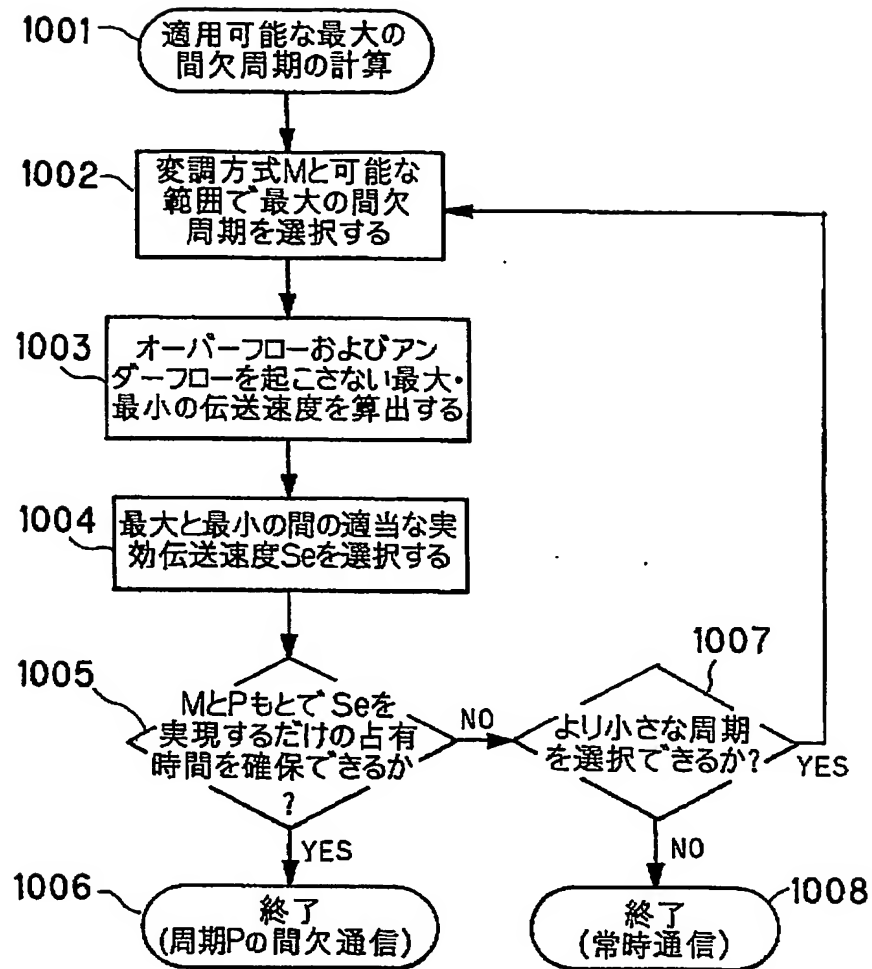 1001
適用可能な最大の
間欠周期の計算
1002
変調方式Mと可能な
範囲で最大の間欠
周期を選択する
1003
オーバーフローおよびアン
ダーフローを起こさない最大・
最小の伝送速度を算出する
1004
最大と最小の間の適当な実
効伝送速度Seを選択する
1005
MとPもとでSeを
実現するだけの占有
時間を確保できるか
?
NO
YES
1007
より小さな周期
を選択できるか?
YES
NO
1006
終了
(周期Pの間欠通信)
1008
終了
(常時通信)